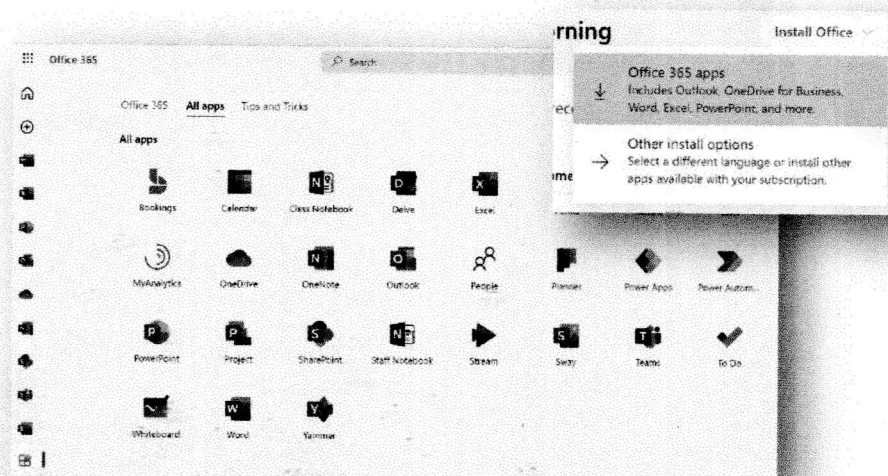 orning
Install Office
Office 365 apps
Includes Outlook, OneDrive for Business,
Word, Excel, PowerPoint, and more.
Other install options
Select a different language or install other
apps available with your subscription.
Office 365
Search
Office 365 All apps Tips and Tricks
All apps
Bookings Calendar Class Notebook Delve Excel
MyAnalytics OneDrive OneNote Outlook People Planner Power Apps Power Autom...
PowerPoint Project SharePoint Staff Notebook Stream Sway Teams To Do
Whiteboard Word Yammer